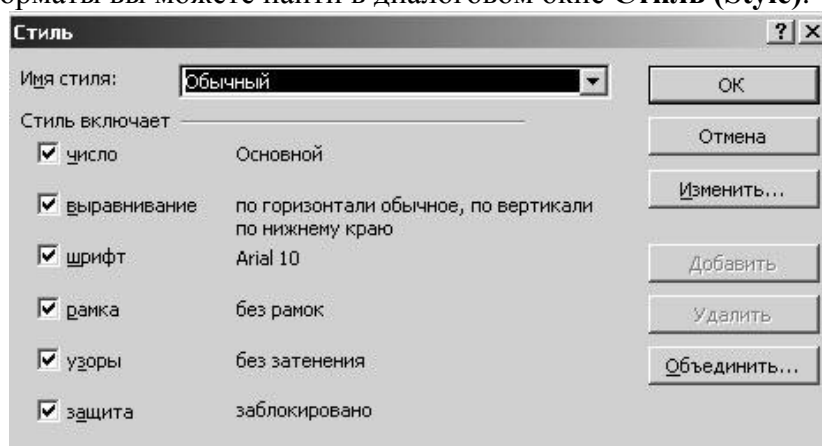 орматы вы можете найти в диалоговом окне Стиль (Style).
Стиль
Имя стиля: Обычный
ОК
Стиль включает
Отмена
число Основной
Изменить...
выравнивание по горизонтали обычное, по вертикали
по нижнему краю
шрифт Arial 10
Добавить
рамка без рамок
Удалить
узоры без затенения
Объединить...
защита заблокировано